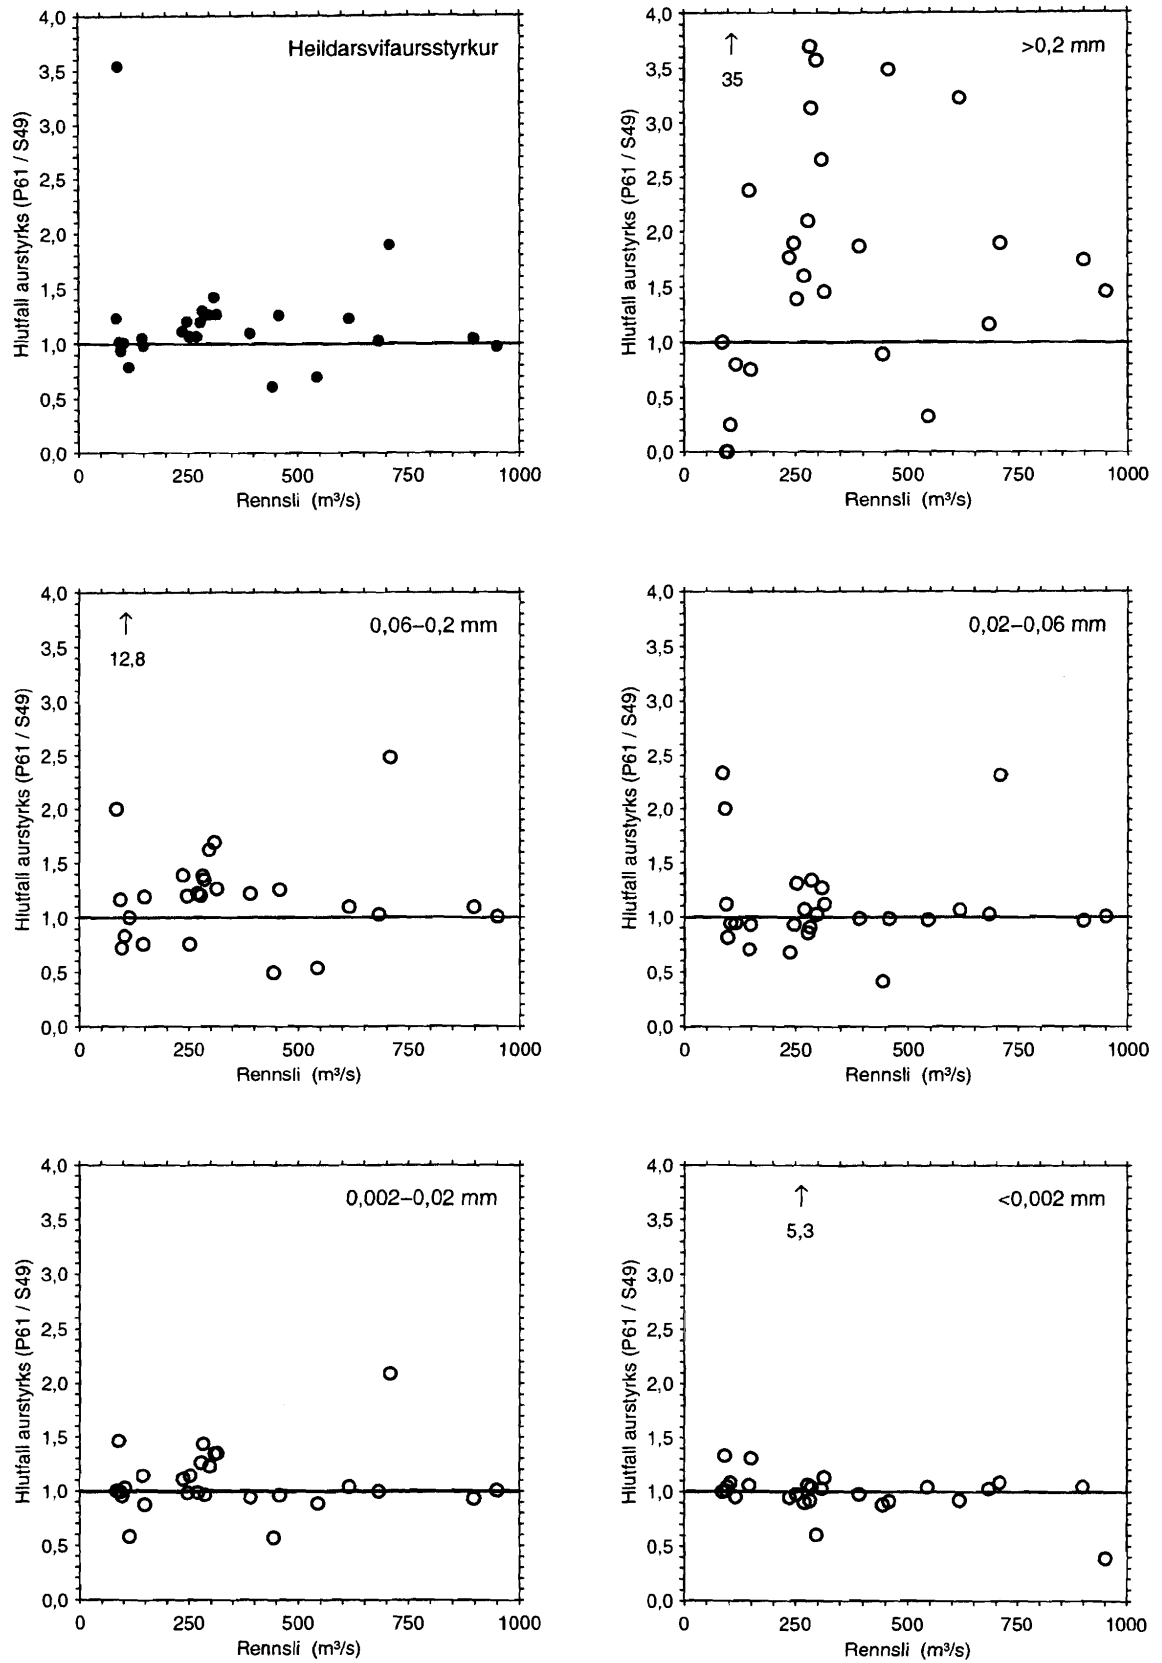 Heildarsvifaursstyrkur
Hlutfall aurstyrks (P61 / S49)
4,0
3,5
3,0
2,5
2,0
1,5
1,0
0,5
0,0
0 250 500 750 1000
Rennsli (m³/s)
>0,2 mm
↑
35
Hlutfall aurstyrks (P61 / S49)
4,0
3,5
3,0
2,5
2,0
1,5
1,0
0,5
0,0
0 250 500 750 1000
Rennsli (m³/s)
0,06–0,2 mm
↑
12,8
Hlutfall aurstyrks (P61 / S49)
4,0
3,5
3,0
2,5
2,0
1,5
1,0
0,5
0,0
0 250 500 750 1000
Rennsli (m³/s)
0,02–0,06 mm
Hlutfall aurstyrks (P61 / S49)
4,0
3,5
3,0
2,5
2,0
1,5
1,0
0,5
0,0
0 250 500 750 1000
Rennsli (m³/s)
0,002–0,02 mm
Hlutfall aurstyrks (P61 / S49)
4,0
3,5
3,0
2,5
2,0
1,5
1,0
0,5
0,0
0 250 500 750 1000
Rennsli (m³/s)
<0,002 mm
↑
5,3
Hlutfall aurstyrks (P61 / S49)
4,0
3,5
3,0
2,5
2,0
1,5
1,0
0,5
0,0
0 250 500 750 1000
Rennsli (m³/s)